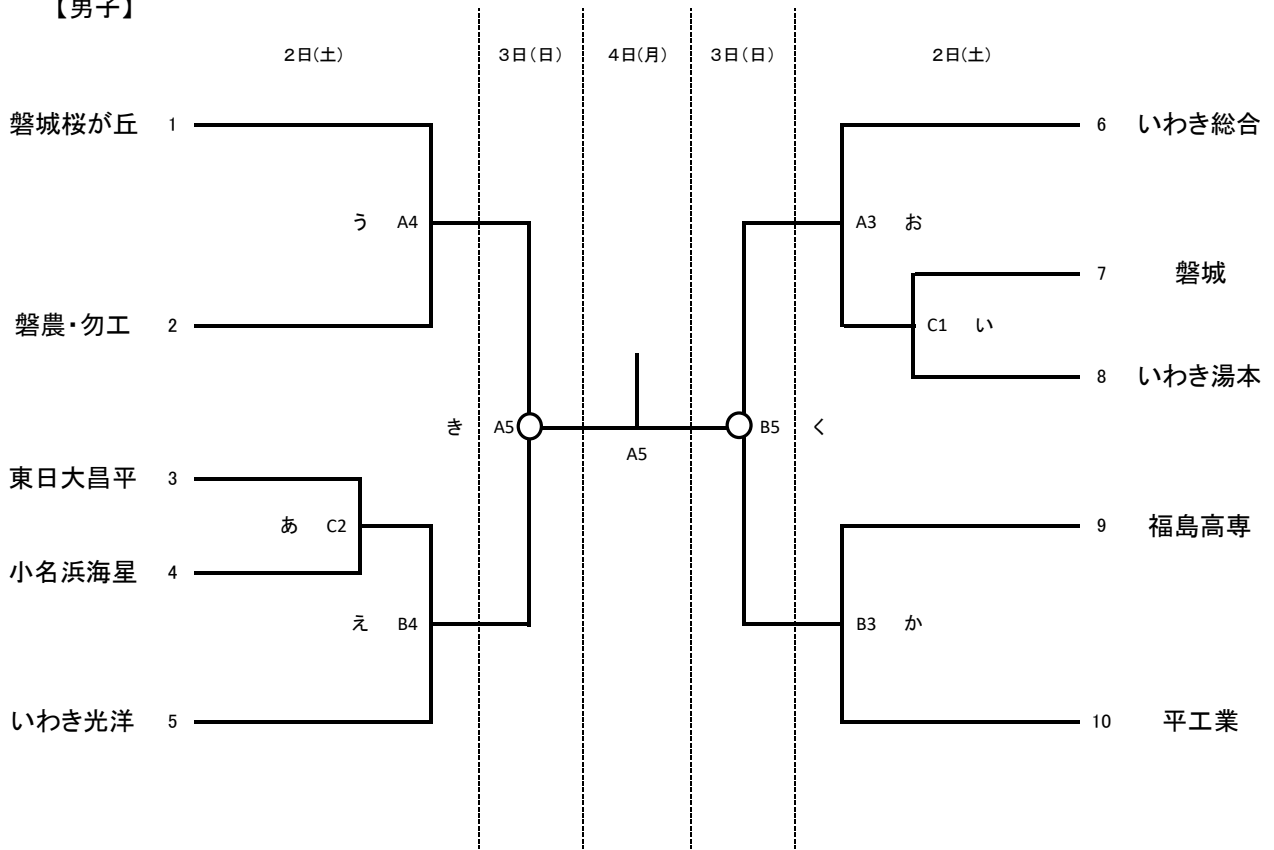 【男子】
2日(土) 3日(日) 4日(月) 3日(日) 2日(土)
磐城桜が丘 1
6 いわき総合
う A4
A3 お
7 磐城
磐農・勿工 2
C1 い
8 いわき湯本
き A5
B5 く
A5
東日大昌平 3
あ C2
9 福島高専
小名浜海星 4
え B4
B3 か
いわき光洋 5
10 平工業